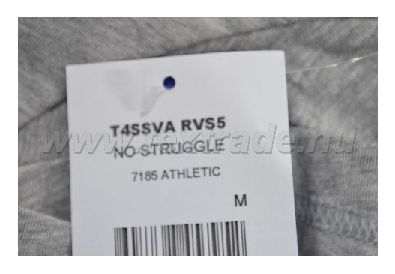 T4SSVA RVS5
NO STRUGGLE
7185 ATHLETIC
M